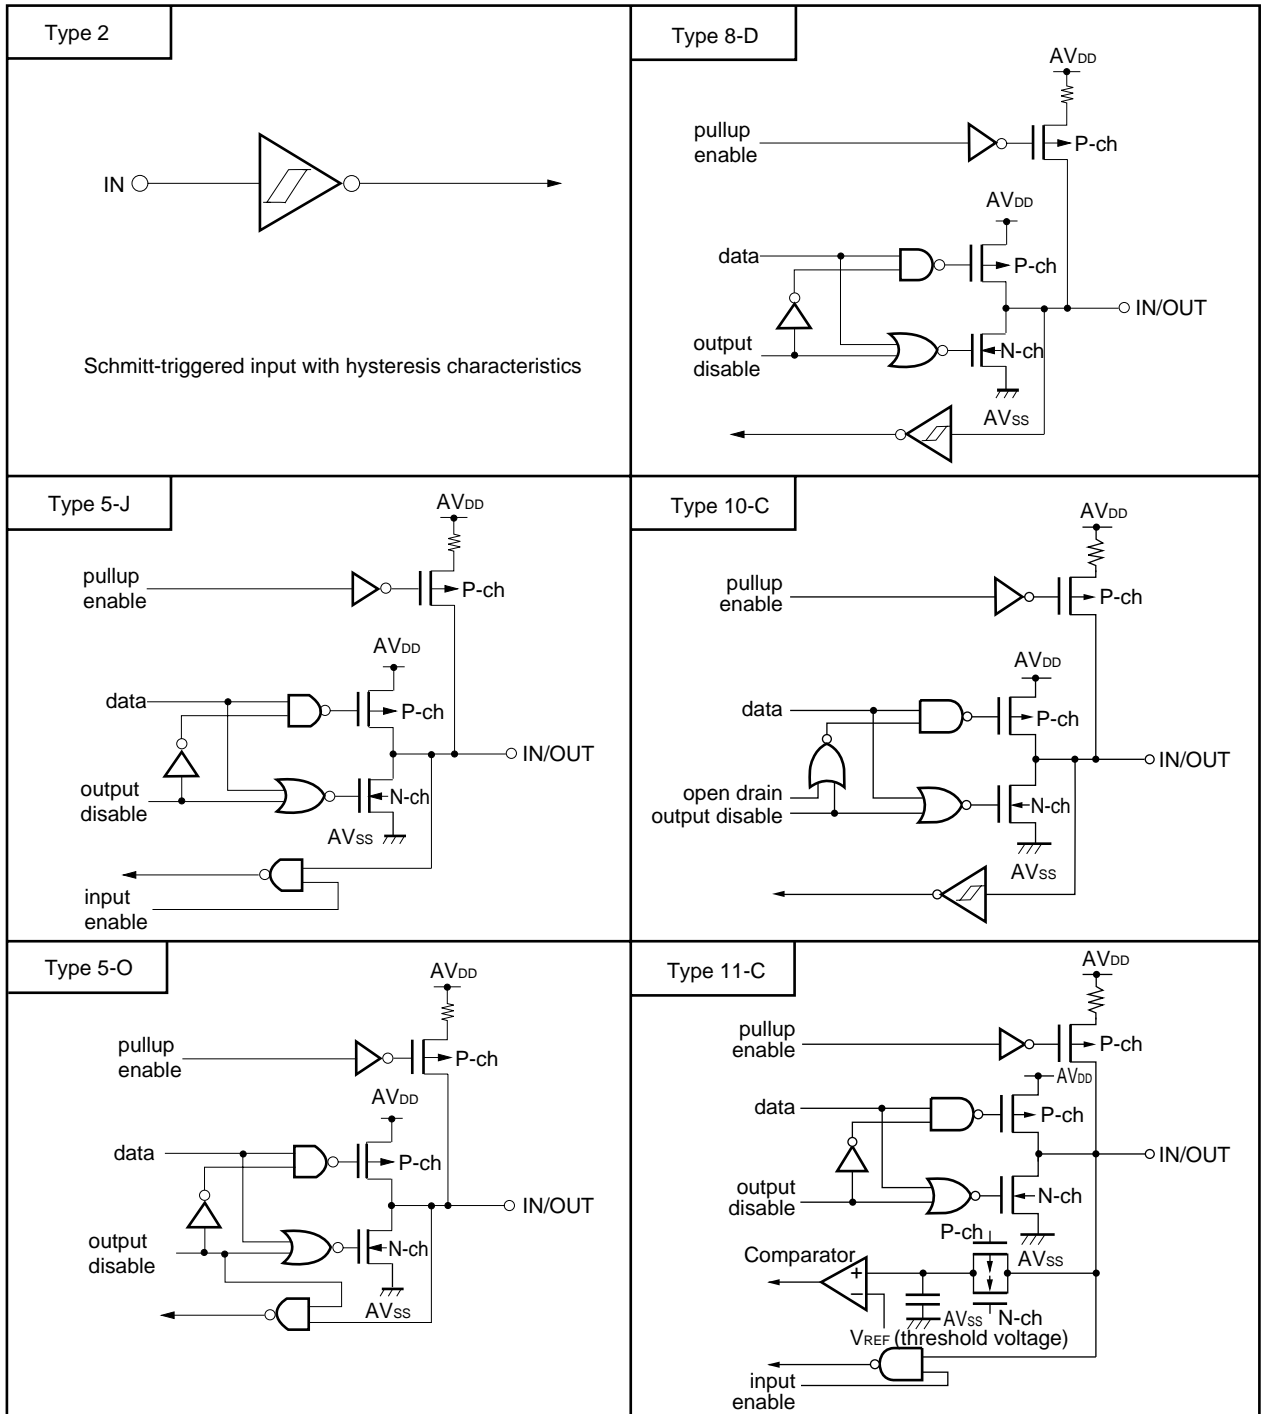 Type 2
IN
Schmitt-triggered input with hysteresis characteristics
Type 8-D
AVDD
pullup
enable
P-ch
AVDD
data
P-ch
IN/OUT
output
disable
N-ch
AVSS
Type 5-J
AVDD
pullup
enable
P-ch
AVDD
data
P-ch
IN/OUT
output
disable
N-ch
AVSS
input
enable
Type 10-C
AVDD
pullup
enable
P-ch
AVDD
data
P-ch
IN/OUT
open drain
output disable
N-ch
AVSS
Type 5-O
AVDD
pullup
enable
P-ch
AVDD
data
P-ch
IN/OUT
output
disable
N-ch
AVSS
Type 11-C
AVDD
pullup
enable
P-ch
AVDD
data
P-ch
IN/OUT
output
disable
N-ch
P-ch
Comparator
AVSS
+
−
AVSS
N-ch
VREF (threshold voltage)
input
enable